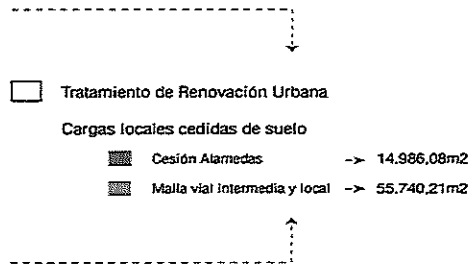 Tratamiento de Renovación Urbana
Cargas locales cedidas de suelo
Cesión Alamedas -> 14.986,08m2
Malla vial intermedia y local -> 55.740,21m2